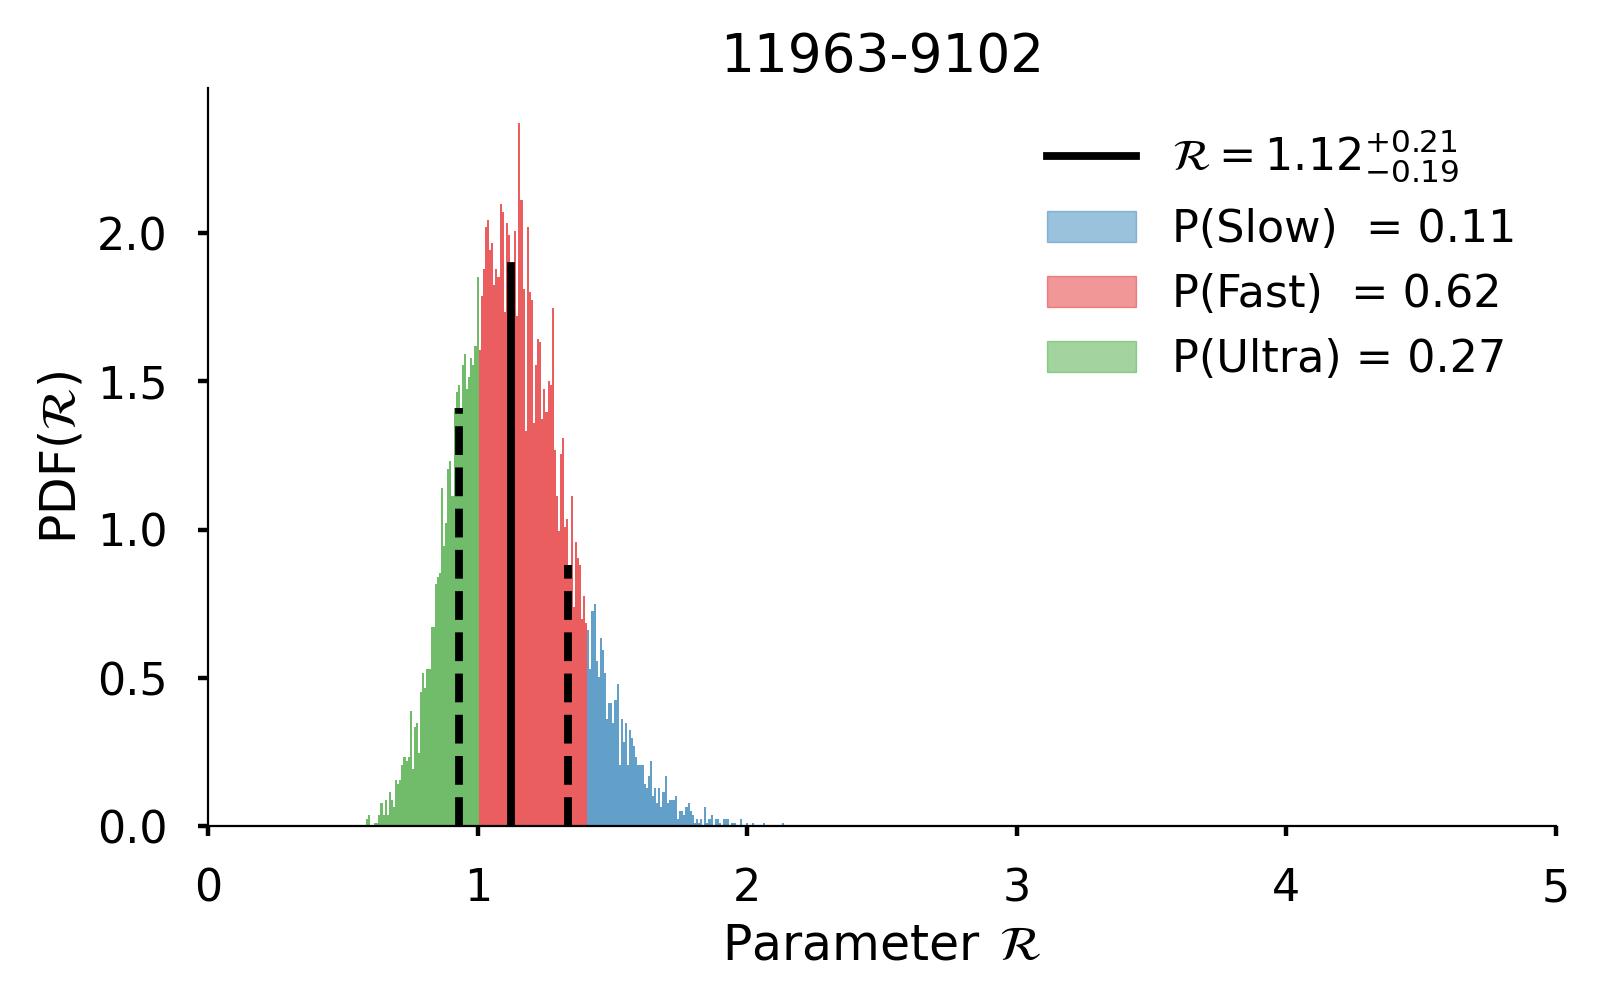 11963-9102
ℛ = 1.12 +0.21 −0.19
P(Slow) = 0.11
P(Fast) = 0.62
P(Ultra) = 0.27
PDF(ℛ)
2.0
1.5
1.0
0.5
0.0
0 1 2 3 4 5
Parameter ℛ